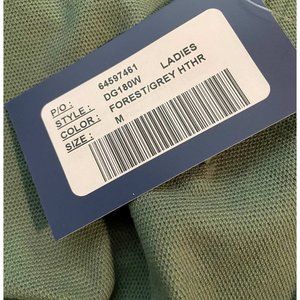 P/O : 64597461
STYLE : DG180W LADIES
COLOR : FOREST/GREY HTHR
SIZE : M